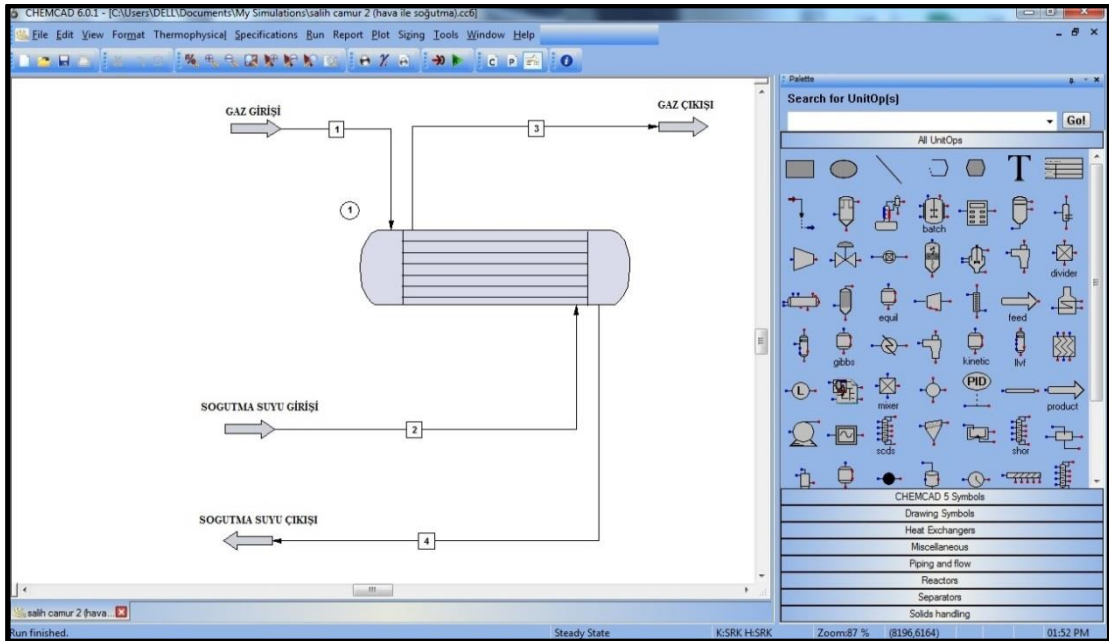 CHEMCAD 6.0.1 - [C:\Users\DELL\Documents\My Simulations\salih camur 2 (hava ile soğutma).cc6]
File Edit View Format Thermophysical Specifications Run Report Plot Sizing Tools Window Help
C P
Palette
Search for UnitOp(s)
Go!
All UnitOps
T
batch
divider
equil
feed
gibbs
kinetic
llvf
L
mixer
PID
product
scds
shor
CHEMCAD 5 Symbols
Drawing Symbols
Heat Exchangers
Miscellaneous
Piping and flow
Reactors
Separators
Solids handling
GAZ GİRİŞİ
1
3
GAZ ÇIKIŞI
1
SOGUTMA SUYU GİRİŞİ
2
SOGUTMA SUYU ÇIKIŞI
4
salih camur 2 (hava...
Run finished.
Steady State
K:SRK H:SRK
Zoom:87 %
(8196,6164)
01:52 PM